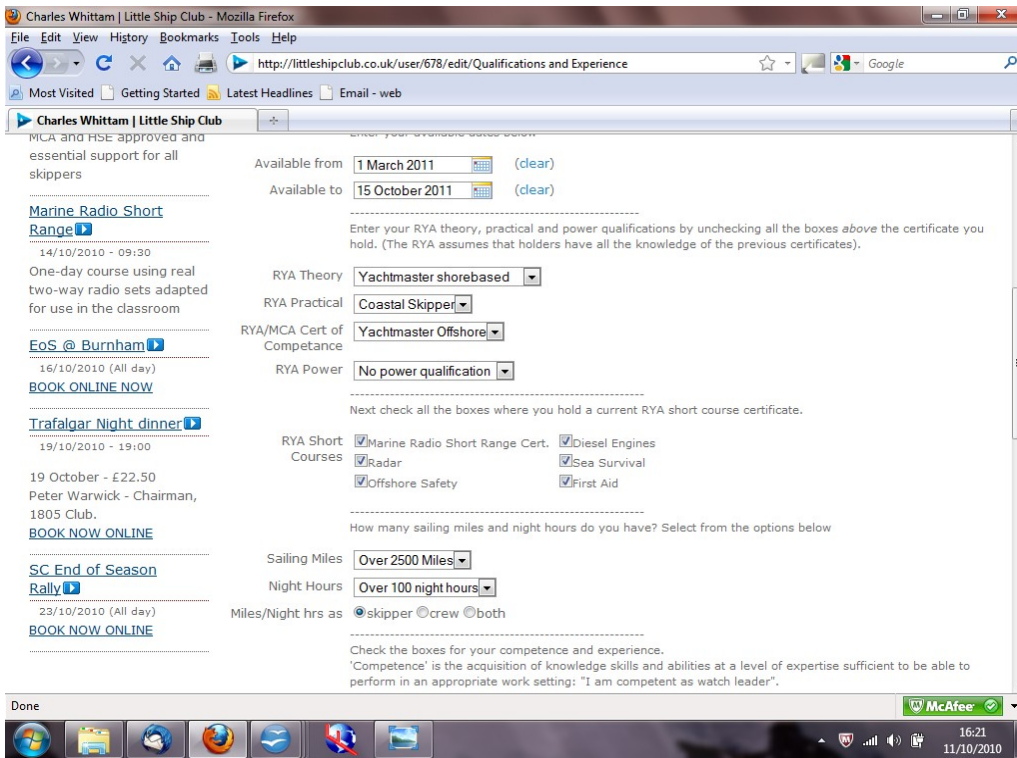 Charles Whittam | Little Ship Club - Mozilla Firefox
File Edit View History Bookmarks Tools Help
http://littleshipclub.co.uk/user/678/edit/Qualifications and Experience
Google
Most Visited Getting Started Latest Headlines Email - web
Charles Whittam | Little Ship Club
MCA and HSE approved and
essential support for all
skippers
Marine Radio Short
Range
14/10/2010 - 09:30
One-day course using real
two-way radio sets adapted
for use in the classroom
EoS @ Burnham
16/10/2010 (All day)
BOOK ONLINE NOW
Trafalgar Night dinner
19/10/2010 - 19:00
19 October - £22.50
Peter Warwick - Chairman,
1805 Club.
BOOK NOW ONLINE
SC End of Season
Rally
23/10/2010 (All day)
BOOK NOW ONLINE
Enter your available dates below
Available from 1 March 2011 (clear)
Available to 15 October 2011 (clear)
Enter your RYA theory, practical and power qualifications by unchecking all the boxes above the certificate you
hold. (The RYA assumes that holders have all the knowledge of the previous certificates).
RYA Theory Yachtmaster shorebased
RYA Practical Coastal Skipper
RYA/MCA Cert of
Competance
Yachtmaster Offshore
RYA Power No power qualification
Next check all the boxes where you hold a current RYA short course certificate.
RYA Short
Courses
Marine Radio Short Range Cert. Diesel Engines
Radar Sea Survival
Offshore Safety First Aid
How many sailing miles and night hours do you have? Select from the options below
Sailing Miles Over 2500 Miles
Night Hours Over 100 night hours
Miles/Night hrs as skipper crew both
Check the boxes for your competence and experience.
'Competence' is the acquisition of knowledge skills and abilities at a level of expertise sufficient to be able to
perform in an appropriate work setting: "I am competent as watch leader".
Done
McAfee
16:21
11/10/2010